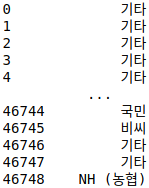 0 기타
1 기타
2 기타
3 기타
4 기타
...
46744 국민
46745 비씨
46746 기타
46747 기타
46748 NH (농협)